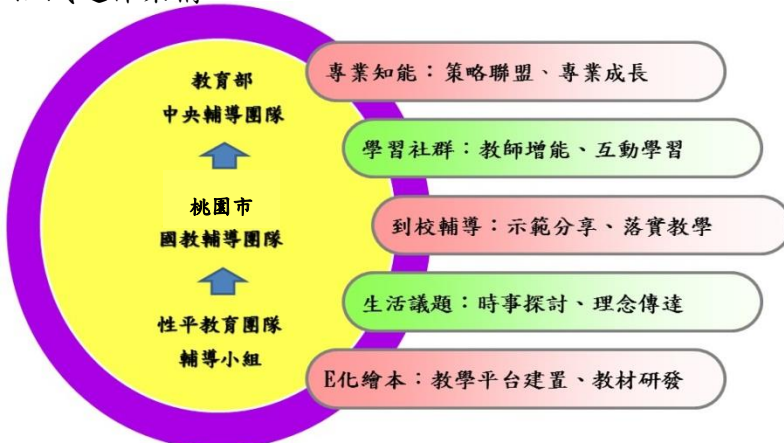 教育部
中央輔導團隊
桃園市
國教輔導團隊
性平教育團隊
輔導小組
專業知能：策略聯盟、專業成長
學習社群：教師增能、互動學習
到校輔導：示範分享、落實教學
生活議題：時事探討、理念傳達
E化繪本：教學平台建置、教材研發